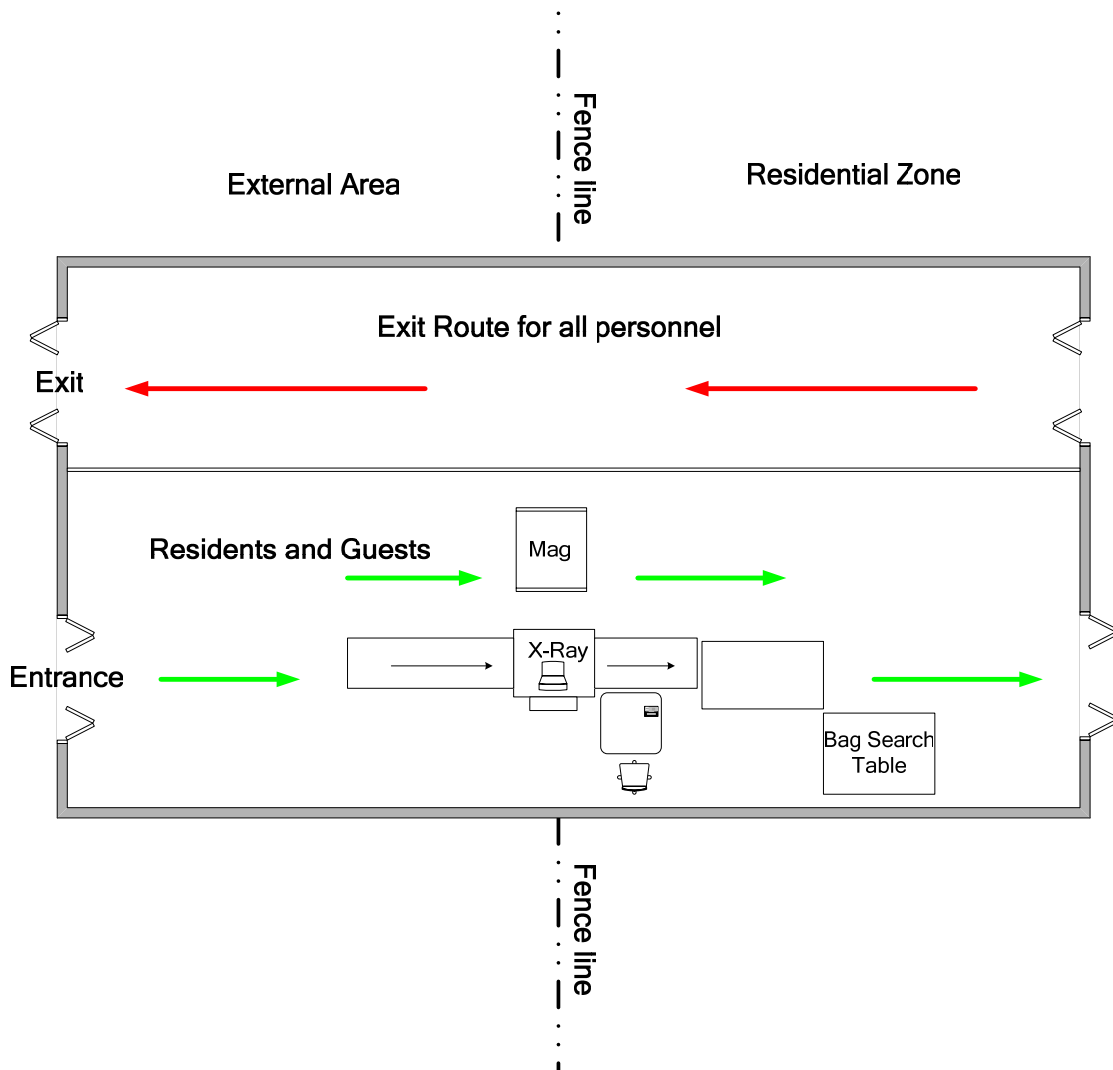 Fence line
External Area
Residential Zone
Exit Route for all personnel
Exit
Residents and Guests
Mag
X-Ray
Entrance
Bag Search
Table
Fence line